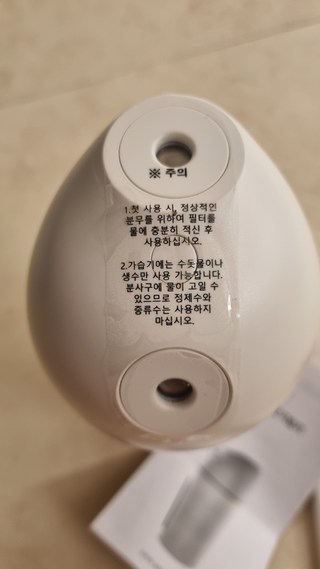 ※ 주의
1.첫 사용 시, 정상적인
분무를 위하여 필터를
물에 충분히 적신 후
사용하십시오.
2.가습기에는 수돗물이나
생수만 사용 가능합니다.
분사구에 물이 고일 수
있으므로 정제수와
증류수는 사용하지
마십시오.